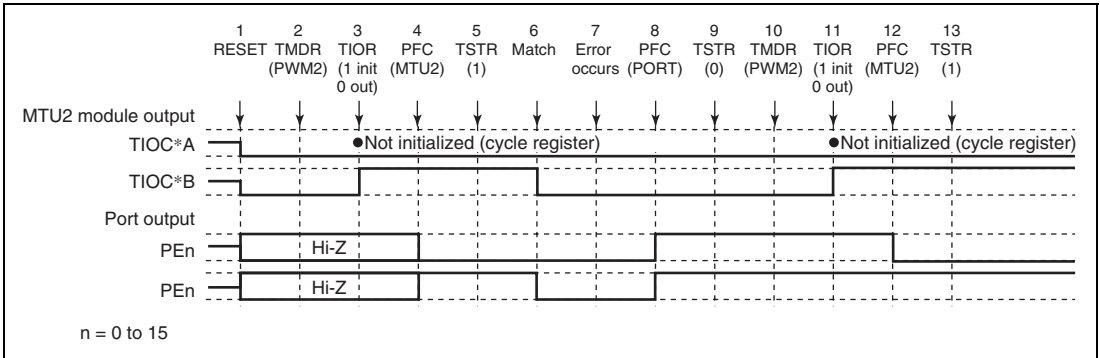 1 2 3 4 5 6 7 8 9 10 11 12 13
RESET TMDR TIOR PFC TSTR Match Error PFC TSTR TMDR TIOR PFC TSTR
(PWM2) (1 init (MTU2) (1) occurs (PORT) (0) (PWM2) (1 init (MTU2) (1)
0 out) 0 out)
MTU2 module output
TIOC*A ●Not initialized (cycle register) ●Not initialized (cycle register)
TIOC*B
Port output
PEn Hi-Z
PEn Hi-Z
n = 0 to 15